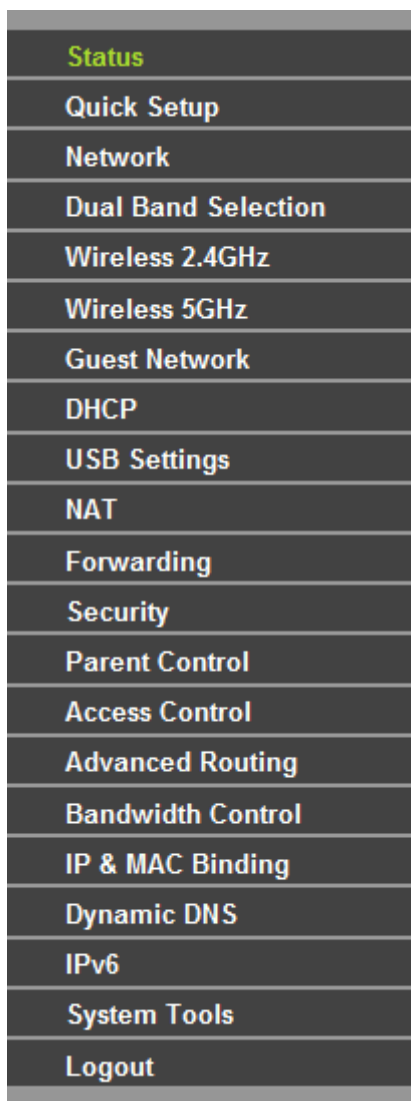 Status
Quick Setup
Network
Dual Band Selection
Wireless 2.4GHz
Wireless 5GHz
Guest Network
DHCP
USB Settings
NAT
Forwarding
Security
Parent Control
Access Control
Advanced Routing
Bandwidth Control
IP & MAC Binding
Dynamic DNS
IPv6
System Tools
Logout